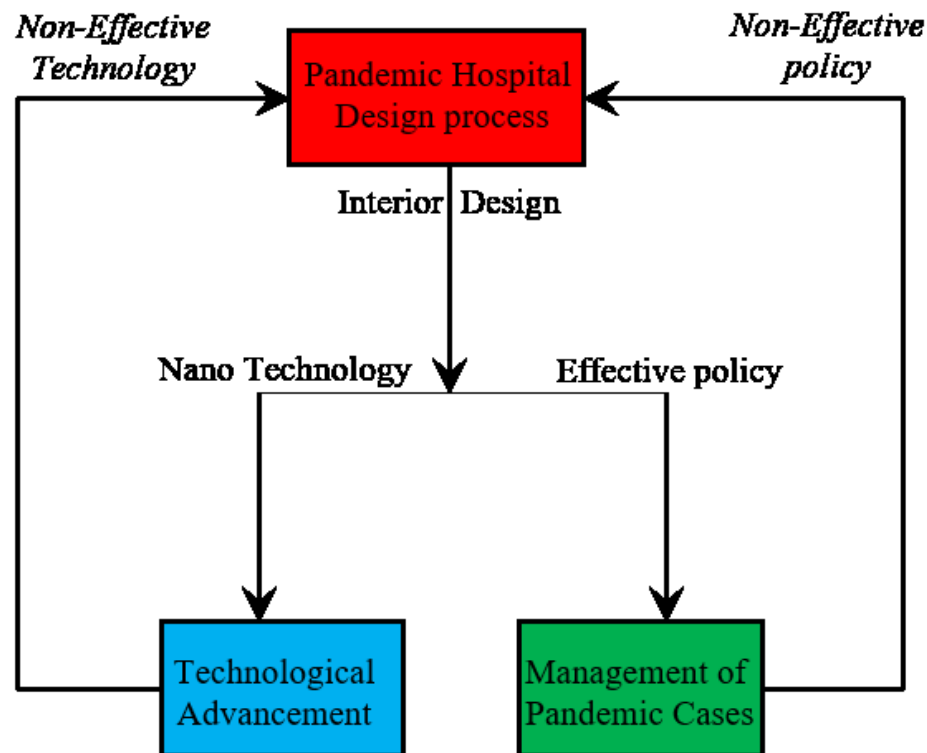 Non-Effective
Technology
Non-Effective
policy
Pandemic Hospital
Design process
Interior Design
Nano Technology
Effective policy
Technological
Advancement
Management of
Pandemic Cases